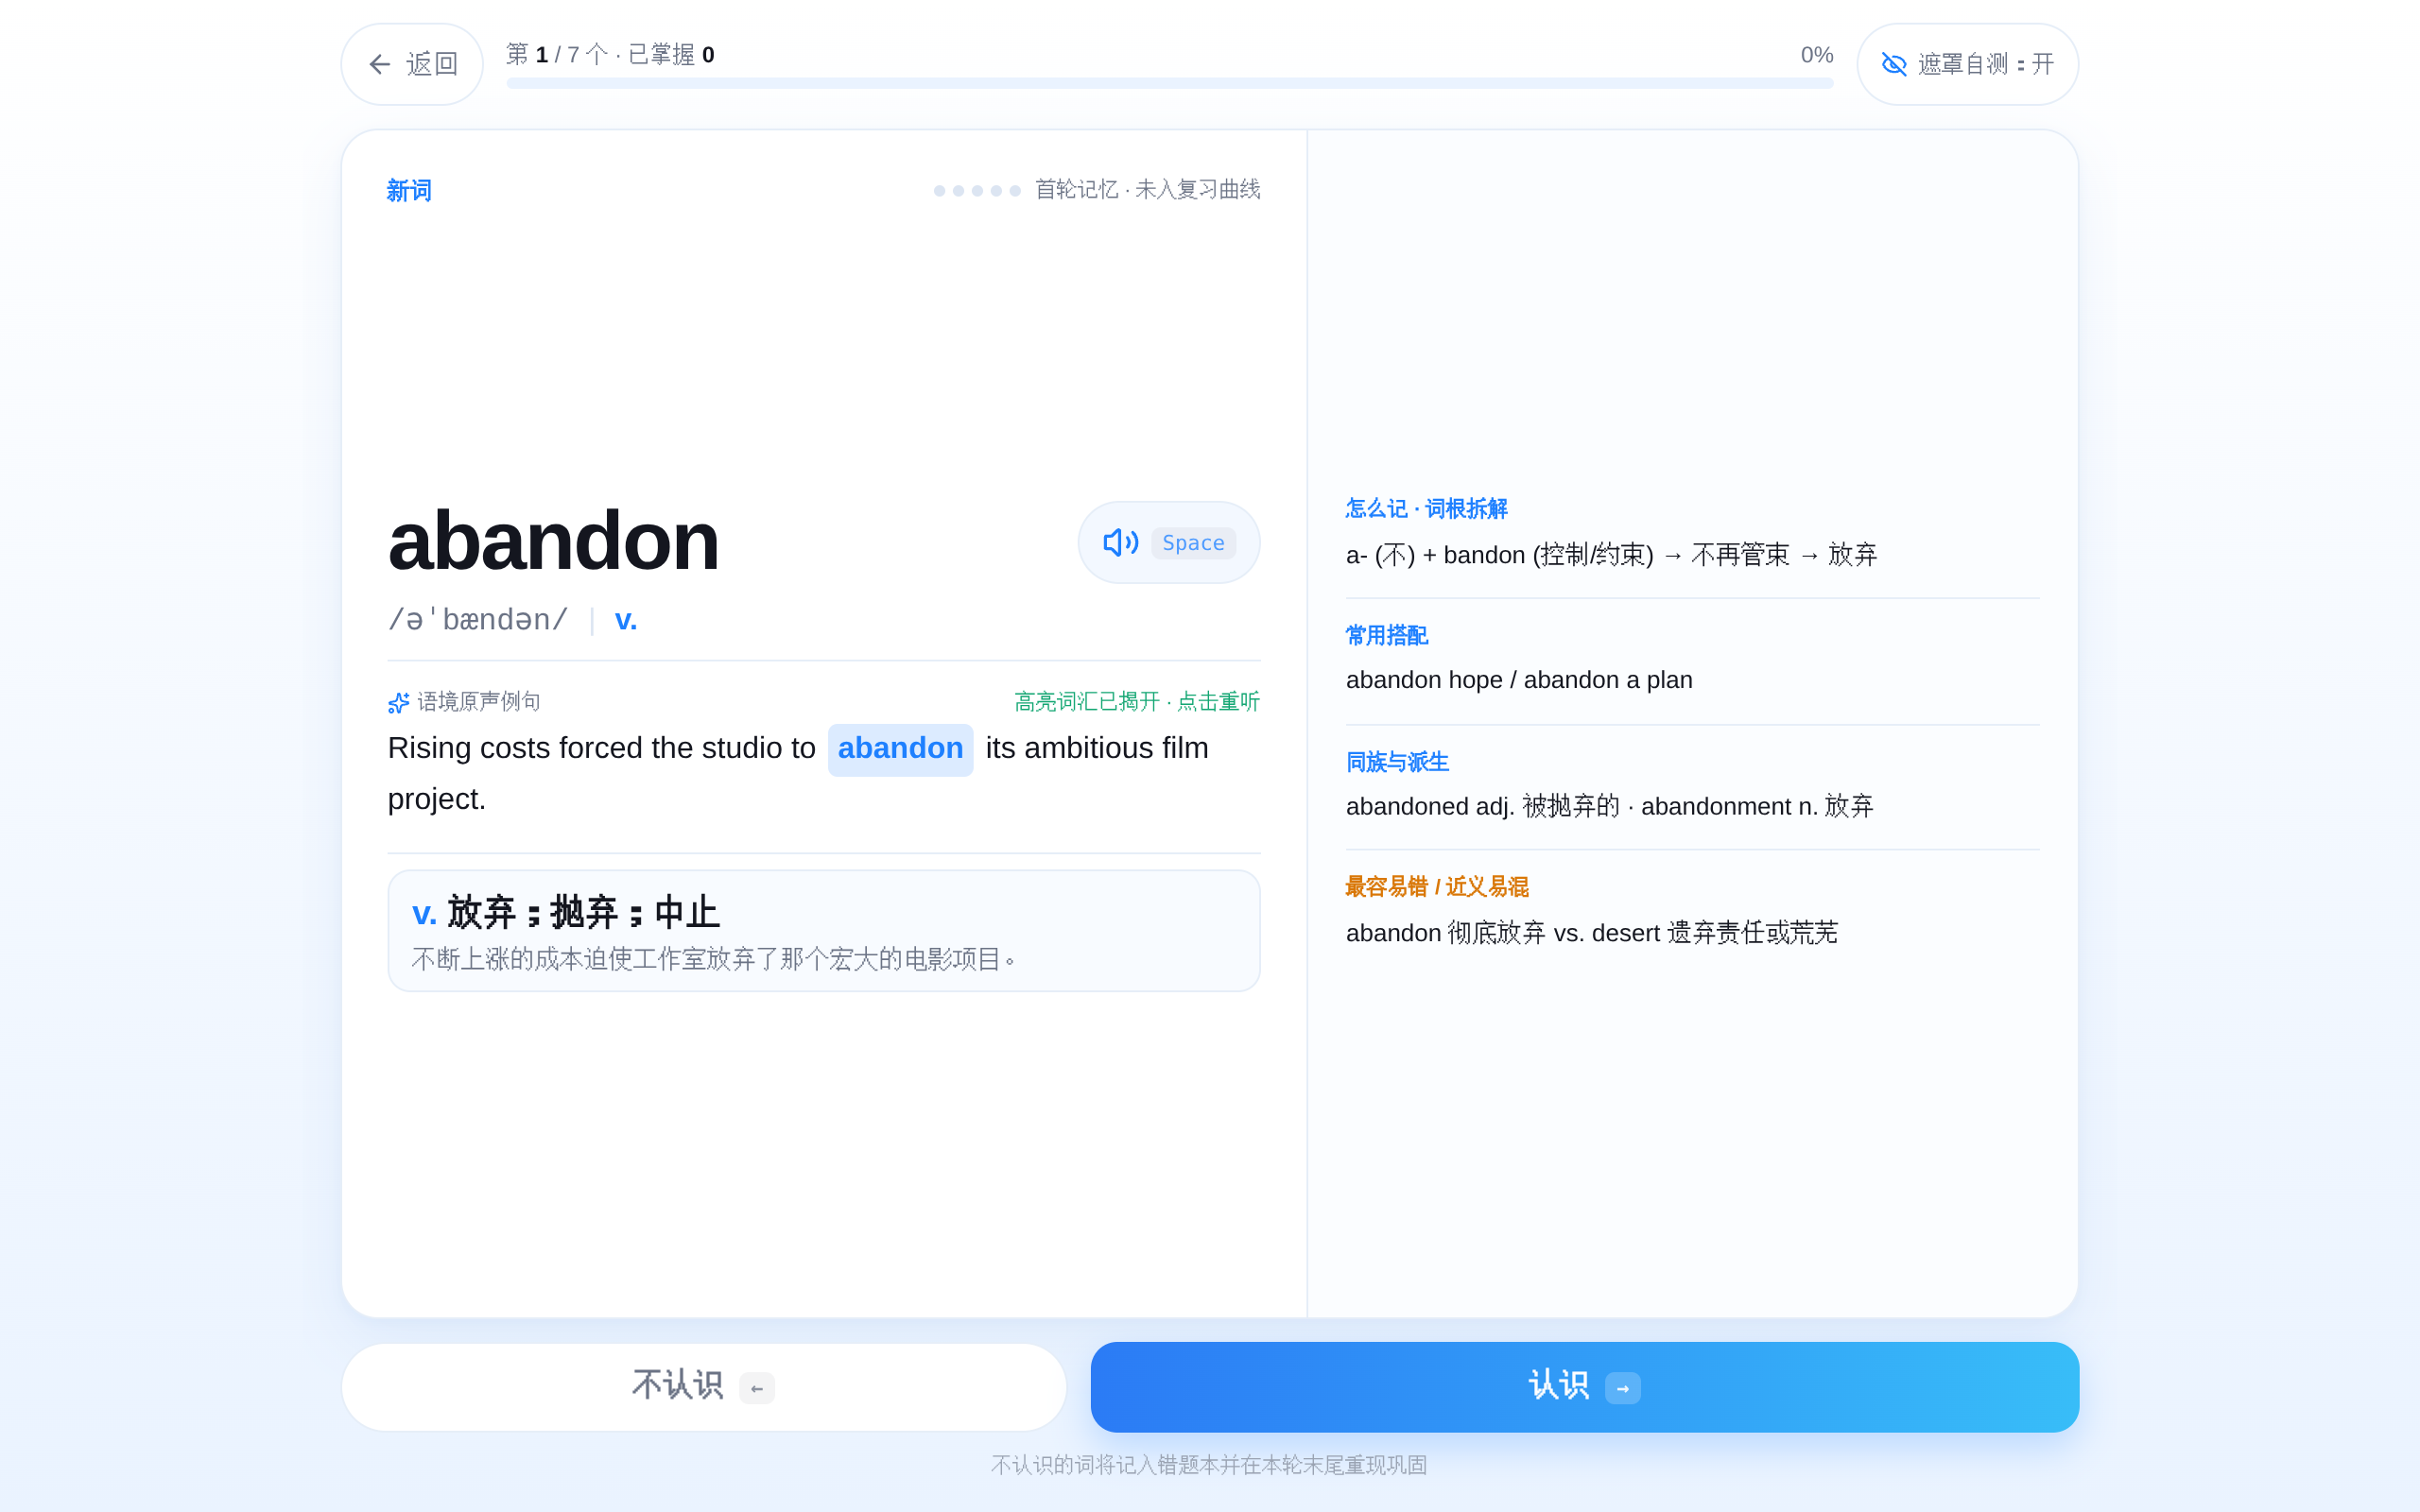 ← 返回
第 1 / 7 个 · 已掌握 0
0%
遮罩自测：开
新词
首轮记忆 · 未入复习曲线
abandon
Space
/əˈbændən/ | v.
语境原声例句
高亮词汇已揭开 · 点击重听
Rising costs forced the studio to abandon its ambitious film
project.
v. 放弃；抛弃；中止
不断上涨的成本迫使工作室放弃了那个宏大的电影项目。
怎么记 · 词根拆解
a- (不) + bandon (控制/约束) → 不再管束 → 放弃
常用搭配
abandon hope / abandon a plan
同族与派生
abandoned adj. 被抛弃的 · abandonment n. 放弃
最容易错 / 近义易混
abandon 彻底放弃 vs. desert 遗弃责任或荒芜
不认识 ←
认识 →
不认识的词将记入错题本并在本轮末尾重现巩固